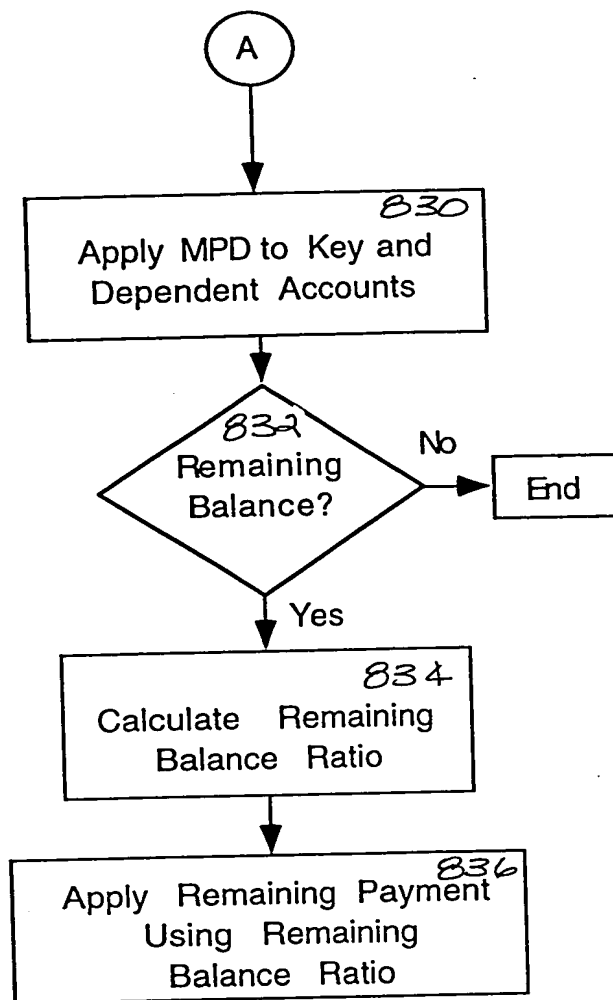 A
830
Apply MPD to Key and
Dependent Accounts
832
Remaining
Balance?
No
End
Yes
834
Calculate Remaining
Balance Ratio
836
Apply Remaining Payment
Using Remaining
Balance Ratio